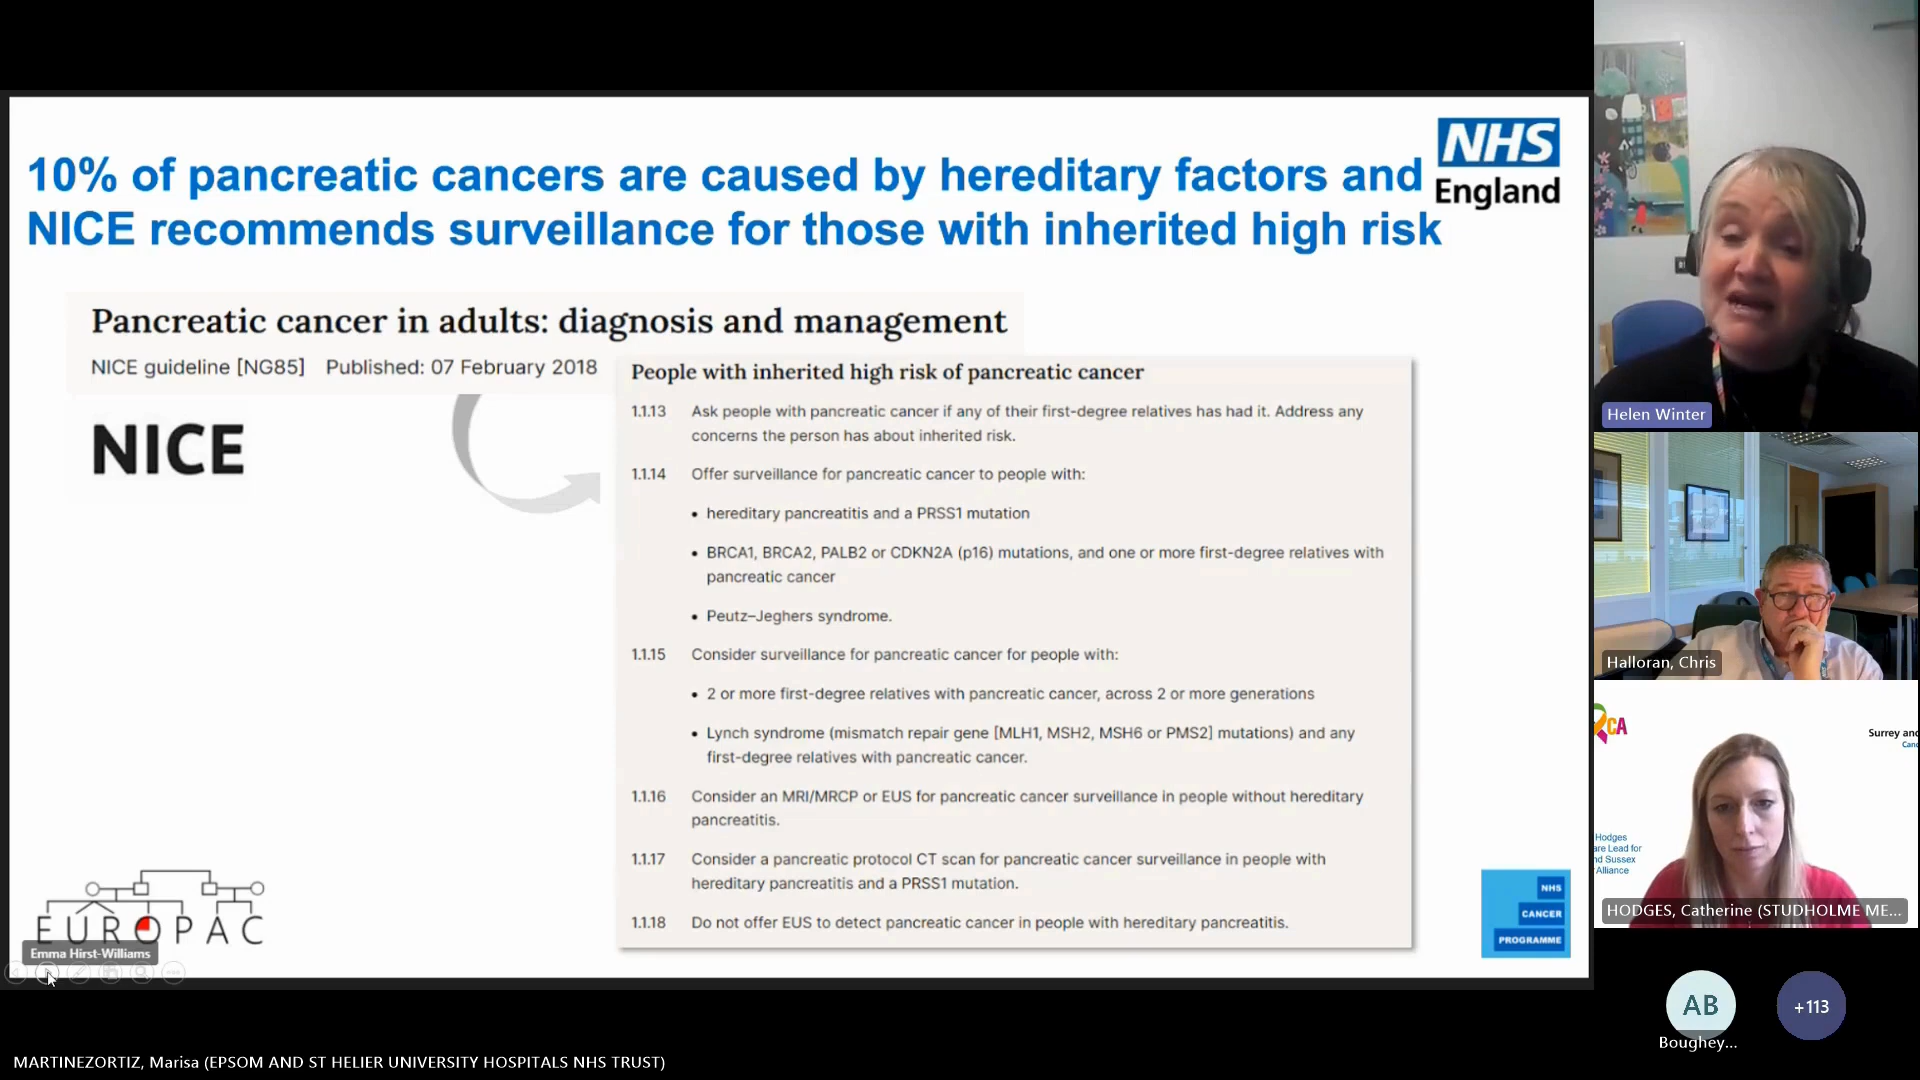 10% of pancreatic cancers are caused by hereditary factors and
NICE recommends surveillance for those with inherited high risk
NHS
England
Pancreatic cancer in adults: diagnosis and management
NICE guideline [NG85] Published: 07 February 2018
NICE
People with inherited high risk of pancreatic cancer
1.1.13 Ask people with pancreatic cancer if any of their first-degree relatives has had it. Address any
concerns the person has about inherited risk.
1.1.14 Offer surveillance for pancreatic cancer to people with:
• hereditary pancreatitis and a PRSS1 mutation
• BRCA1, BRCA2, PALB2 or CDKN2A (p16) mutations, and one or more first-degree relatives with
pancreatic cancer
• Peutz–Jeghers syndrome.
1.1.15 Consider surveillance for pancreatic cancer for people with:
• 2 or more first-degree relatives with pancreatic cancer, across 2 or more generations
• Lynch syndrome (mismatch repair gene [MLH1, MSH2, MSH6 or PMS2] mutations) and any
first-degree relatives with pancreatic cancer.
1.1.16 Consider an MRI/MRCP or EUS for pancreatic cancer surveillance in people without hereditary
pancreatitis.
1.1.17 Consider a pancreatic protocol CT scan for pancreatic cancer surveillance in people with
hereditary pancreatitis and a PRSS1 mutation.
1.1.18 Do not offer EUS to detect pancreatic cancer in people with hereditary pancreatitis.
EUROPAC
Emma Hirst-Williams
NHS
CANCER
PROGRAMME
MARTINEZORTIZ, Marisa (EPSOM AND ST HELIER UNIVERSITY HOSPITALS NHS TRUST)
Helen Winter
Halloran, Chris
CA
Surrey and
Canc
Hodges
are Lead for
nd Sussex
Alliance
HODGES, Catherine (STUDHOLME ME...
AB
Boughey...
+113